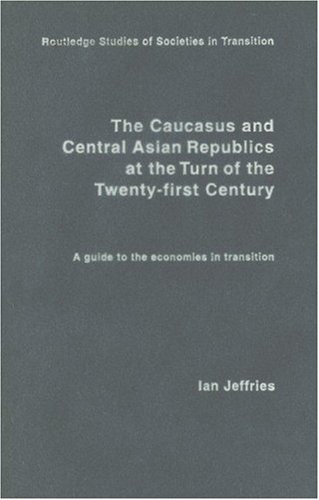 Routledge Studies of Societies in Transition
The Caucasus and
Central Asian Republics
at the Turn of the
Twenty-first Century
A guide to the economies in transition
Ian Jeffries